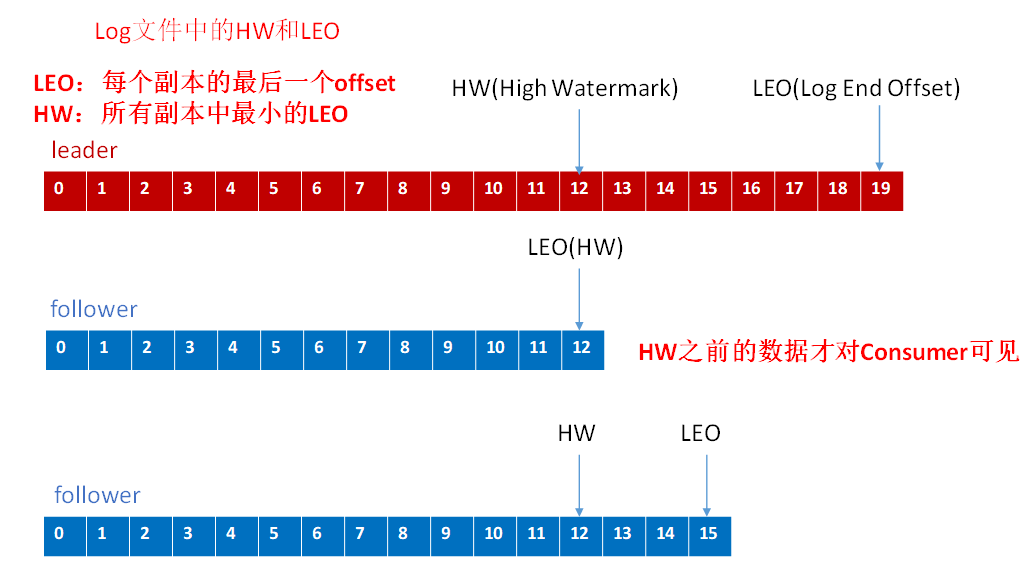 Log文件中的HW和LEO
LEO：每个副本的最后一个offset
HW：所有副本中最小的LEO
HW(High Watermark)
LEO(Log End Offset)
leader
0 1 2 3 4 5 6 7 8 9 10 11 12 13 14 15 16 17 18 19
LEO(HW)
follower
0 1 2 3 4 5 6 7 8 9 10 11 12
HW之前的数据才对Consumer可见
HW
LEO
follower
0 1 2 3 4 5 6 7 8 9 10 11 12 13 14 15